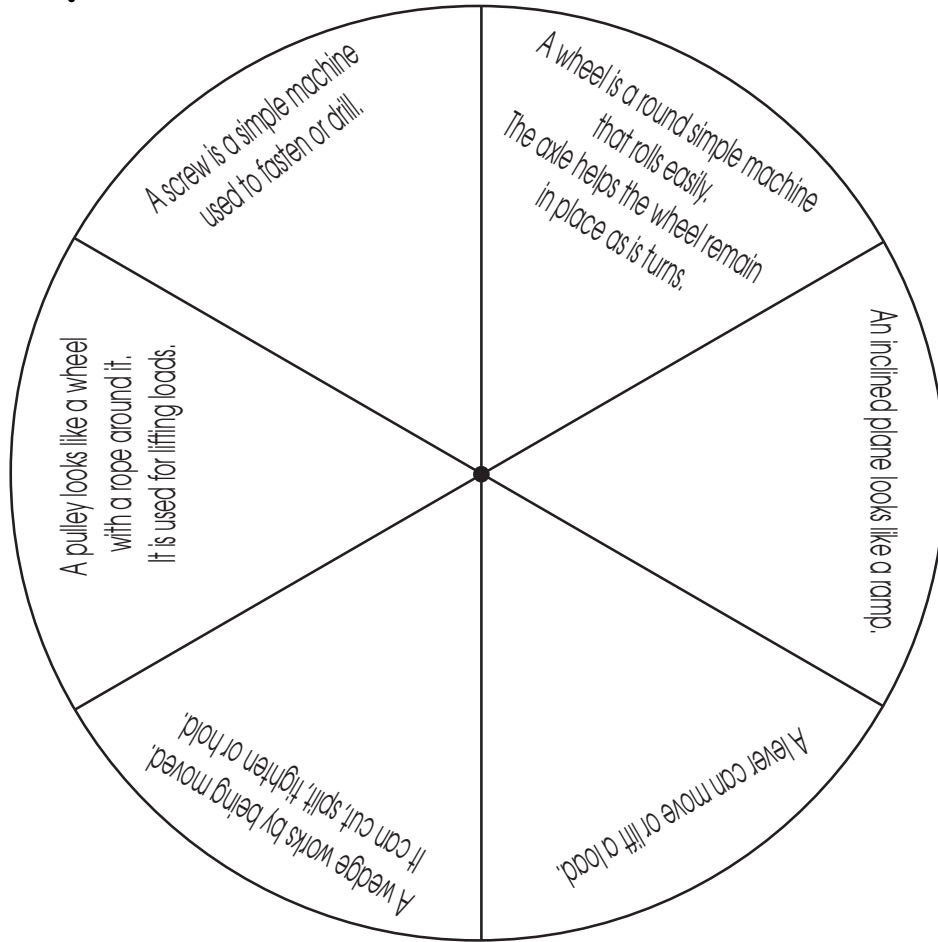 A wheel is a round simple machine
that rolls easily.
The axle helps the wheel remain
in place as is turns.
An inclined plane looks like a ramp.
A lever can move or lift a load.
A wedge works by being moved.
It can cut, split, tighten or hold.
A pulley looks like a wheel
with a rope around it.
It is used for lifting loads.
A screw is a simple machine
used to fasten or drill.